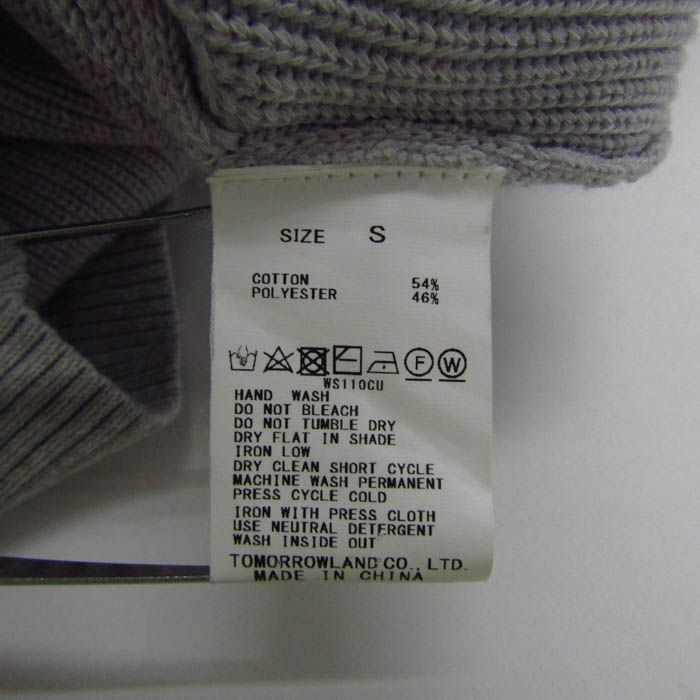 SIZE S
COTTON 54%
POLYESTER 46%
F W
WS110CU
HAND WASH
DO NOT BLEACH
DO NOT TUMBLE DRY
DRY FLAT IN SHADE
IRON LOW
DRY CLEAN SHORT CYCLE
MACHINE WASH PERMANENT
PRESS CYCLE COLD
IRON WITH PRESS CLOTH
USE NEUTRAL DETERGENT
WASH INSIDE OUT
TOMORROWLAND CO., LTD.
MADE IN CHINA